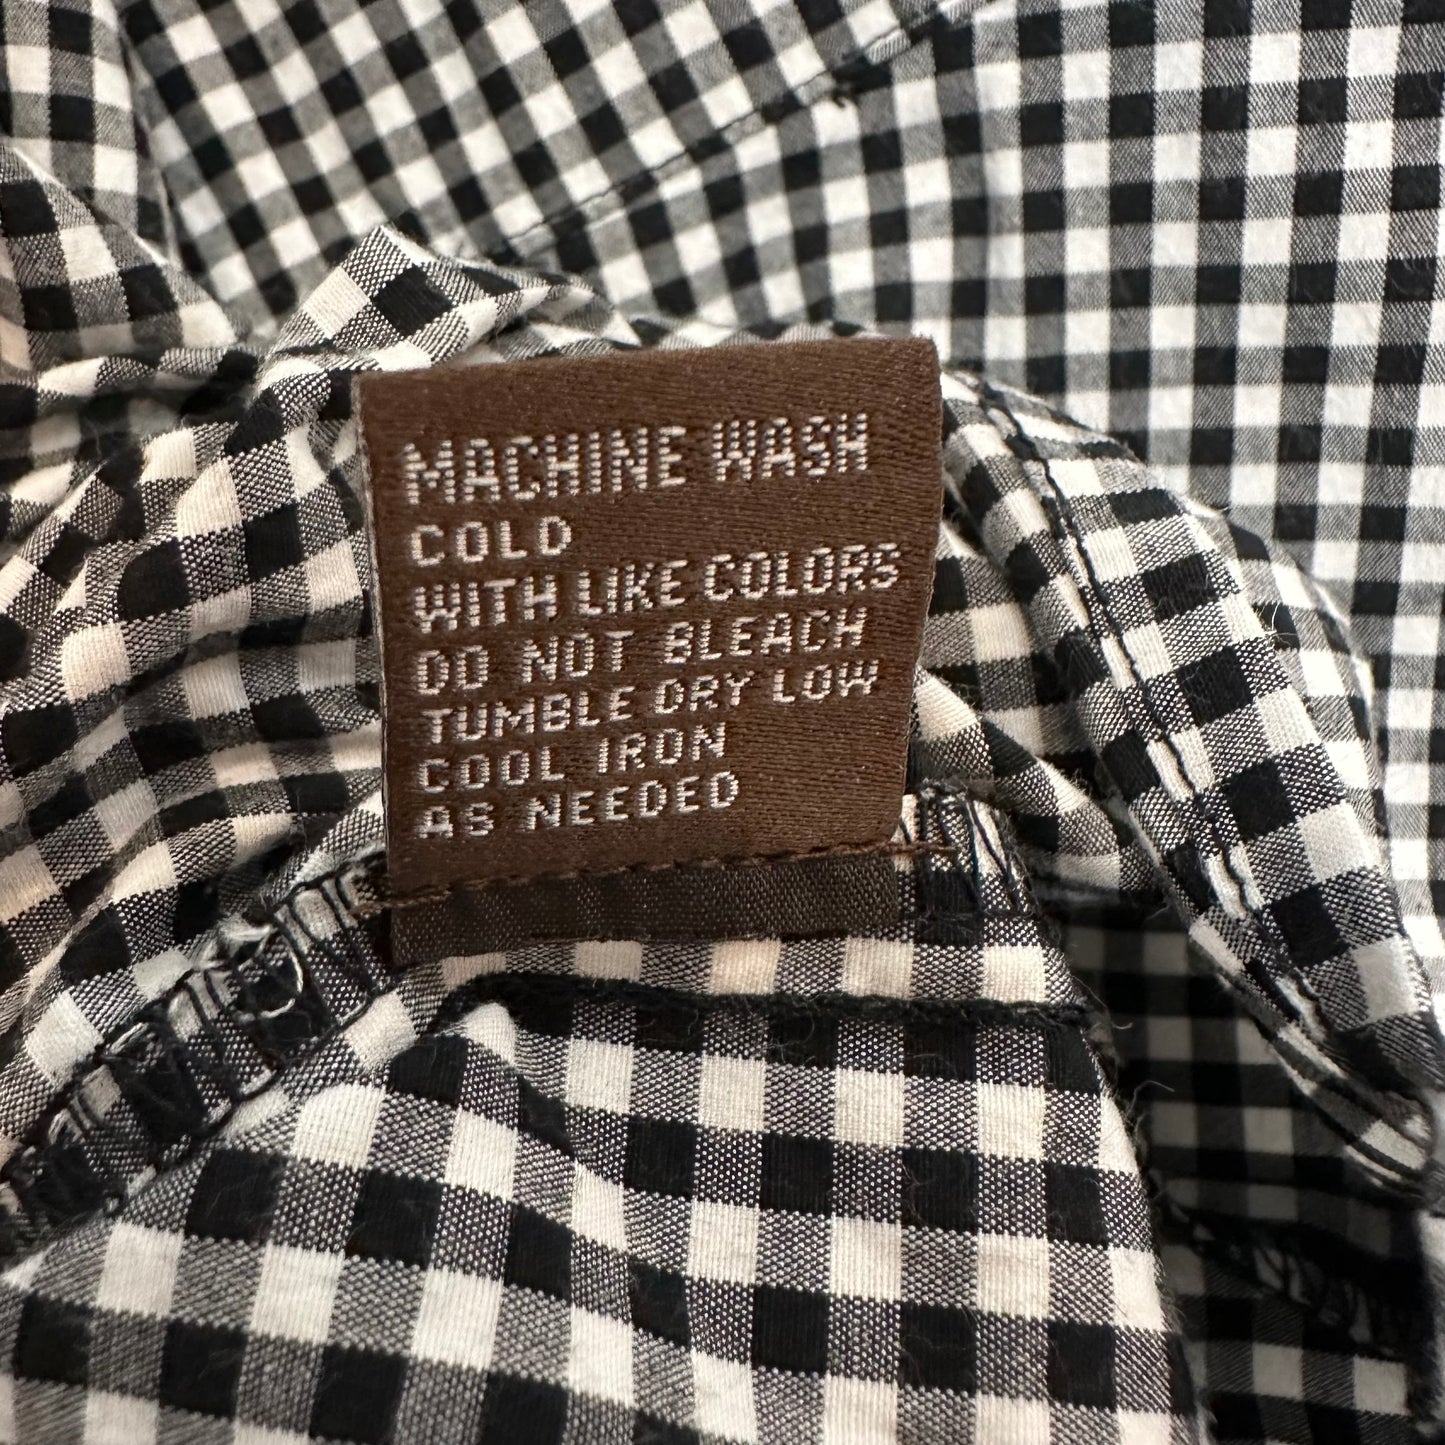 MACHINE WASH
COLD
WITH LIKE COLORS
DO NOT BLEACH
TUMBLE DRY LOW
COOL IRON
AS NEEDED